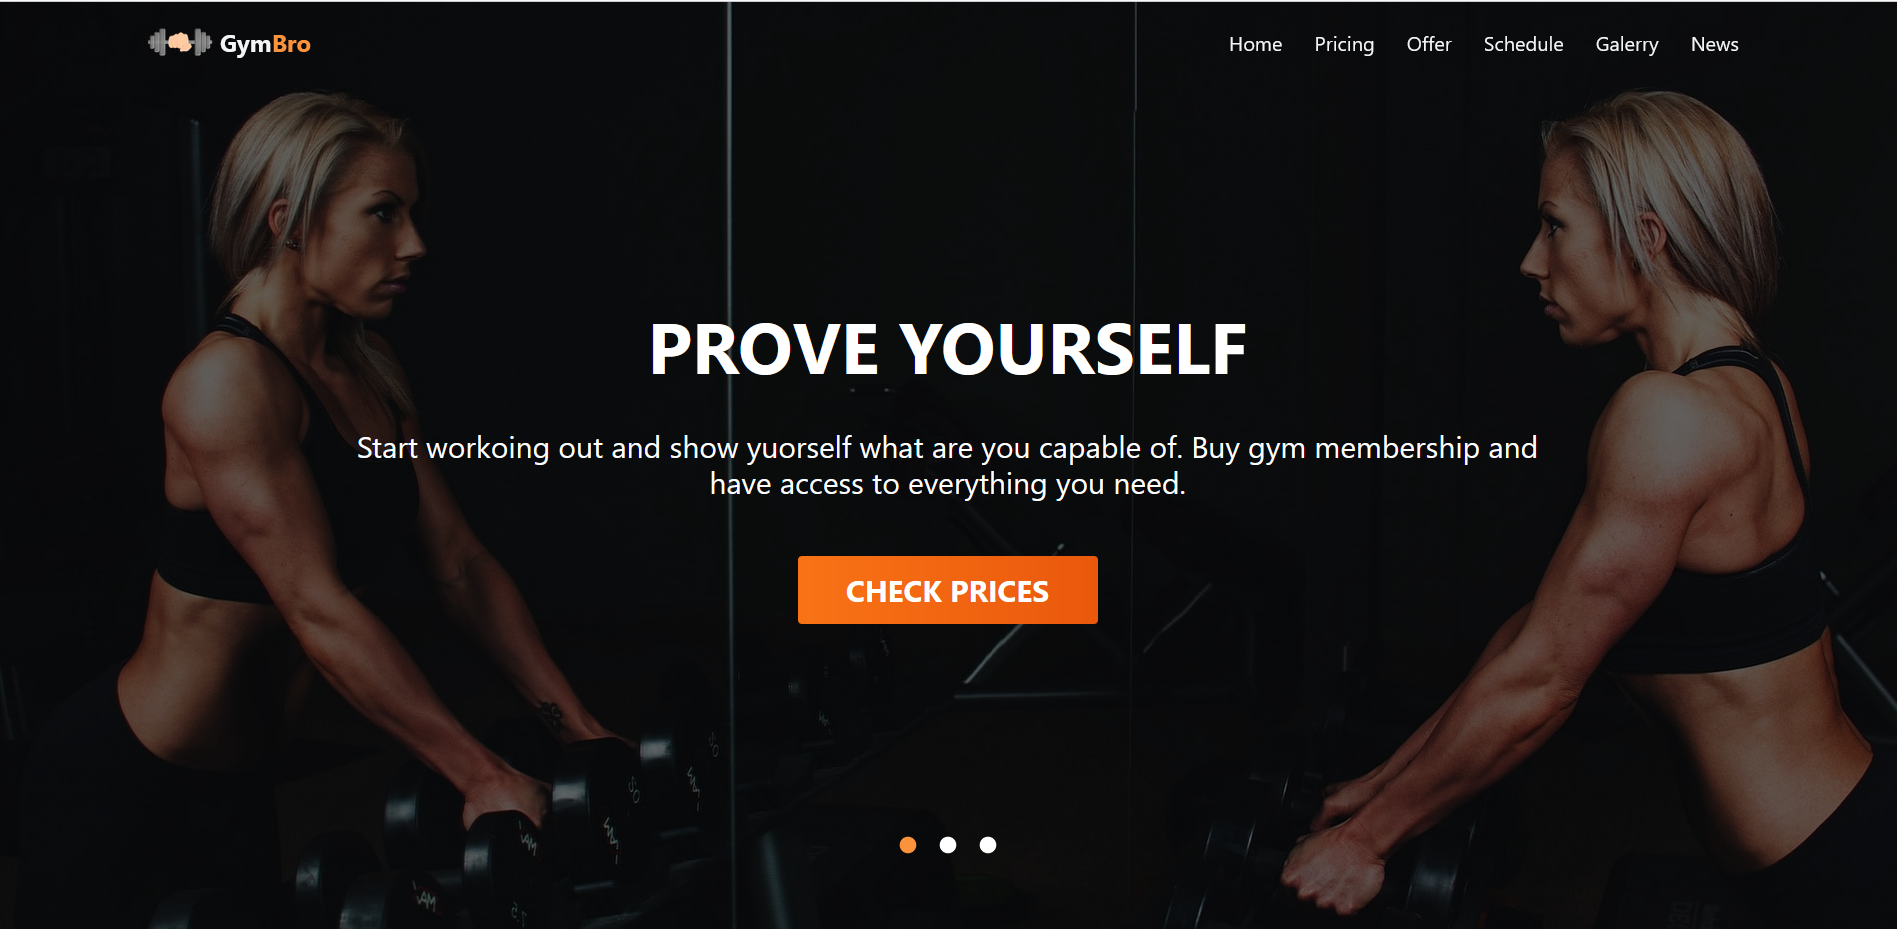 GymBro
Home Pricing Offer Schedule Galerry News
PROVE YOURSELF
Start workoing out and show yuorself what are you capable of. Buy gym membership and
have access to everything you need.
CHECK PRICES